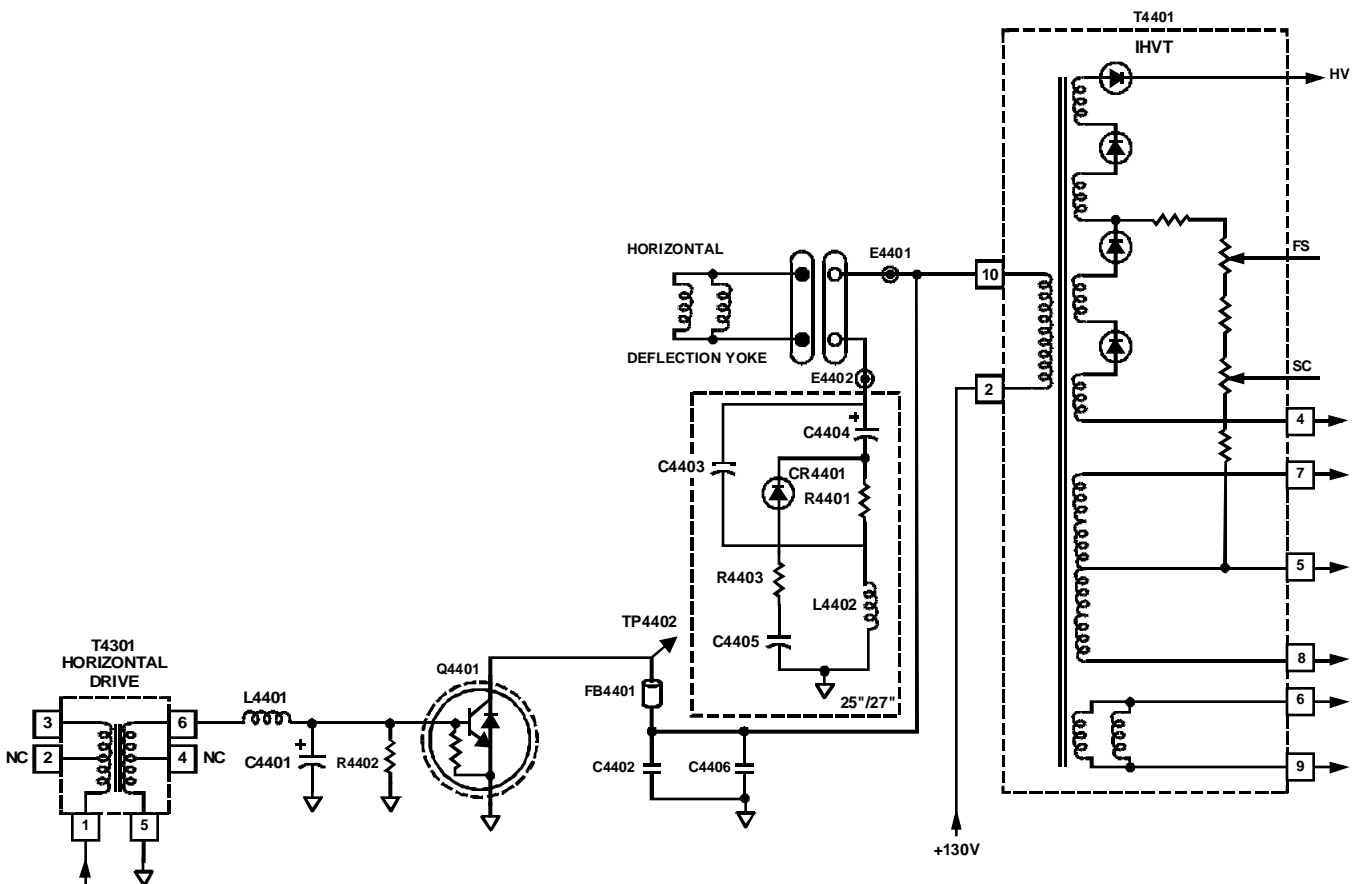 T4401
IHVT
HV
HORIZONTAL
E4401
10
FS
DEFLECTION YOKE
E4402
2
SC
+
C4404
4
C4403
CR4401
R4401
7
R4403
L4402
5
TP4402
C4405
T4301
HORIZONTAL
DRIVE
Q4401
8
L4401
FB4401
25"/27"
6
3
6
NC
2
4
NC
+
C4401
R4402
C4402
C4406
9
1
5
+130V